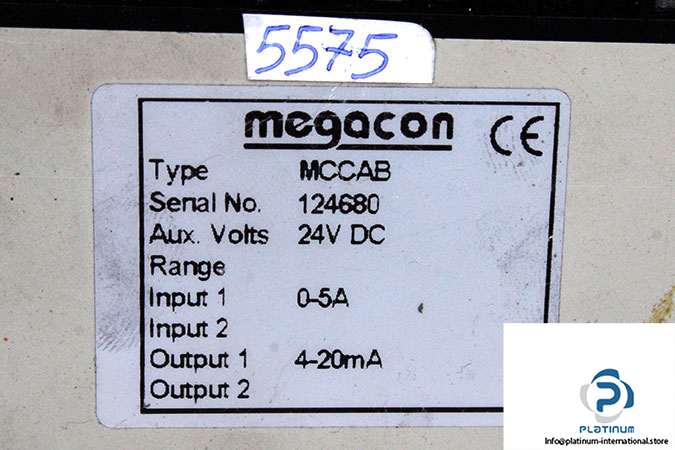 5575
megacon CE
Type MCCAB
Serial No. 124680
Aux. Volts 24V DC
Range
Input 1 0-5A
Input 2
Output 1 4-20mA
Output 2
PLATINUM
Info@platinum-international.store